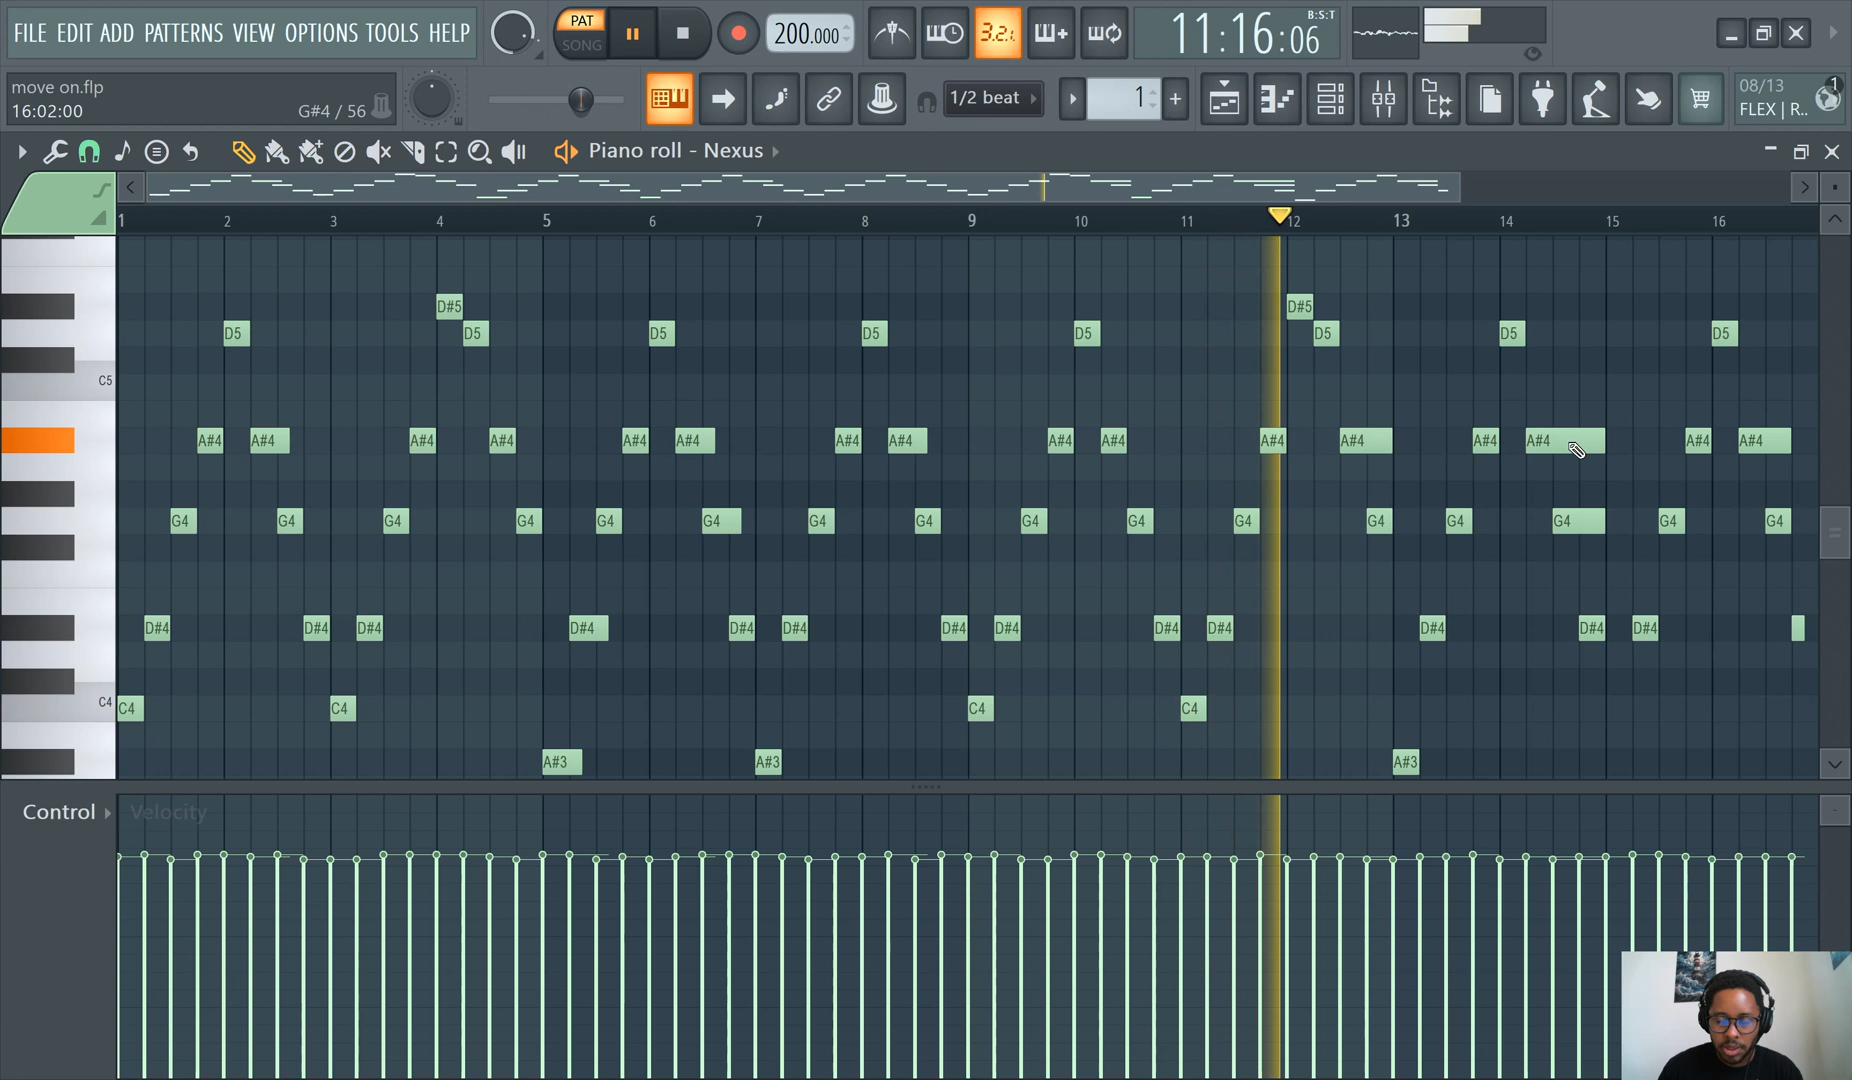 FILE EDIT ADD PATTERNS VIEW OPTIONS TOOLS HELP
PAT
SONG
200.000
3.2.
11:16:06
B:S:T
move on.flp
16:02:00
G#4 / 56
1/2 beat
1
08/13
1
FLEX | R..
Piano roll - Nexus
1 2 3 4 5 6 7 8 9 10 11 12 13 14 15 16
D#5 D#5
D5 D5 D5 D5 D5 D5 D5 D5
C5
A#4 A#4 A#4 A#4 A#4 A#4 A#4 A#4 A#4 A#4 A#4 A#4 A#4 A#4 A#4 A#4
G4 G4 G4 G4 G4 G4 G4 G4 G4 G4 G4 G4 G4 G4 G4 G4
D#4 D#4 D#4 D#4 D#4 D#4 D#4 D#4 D#4 D#4 D#4 D#4 D#4
C4
C4 C4 C4 C4
A#3 A#3 A#3
Control
Velocity